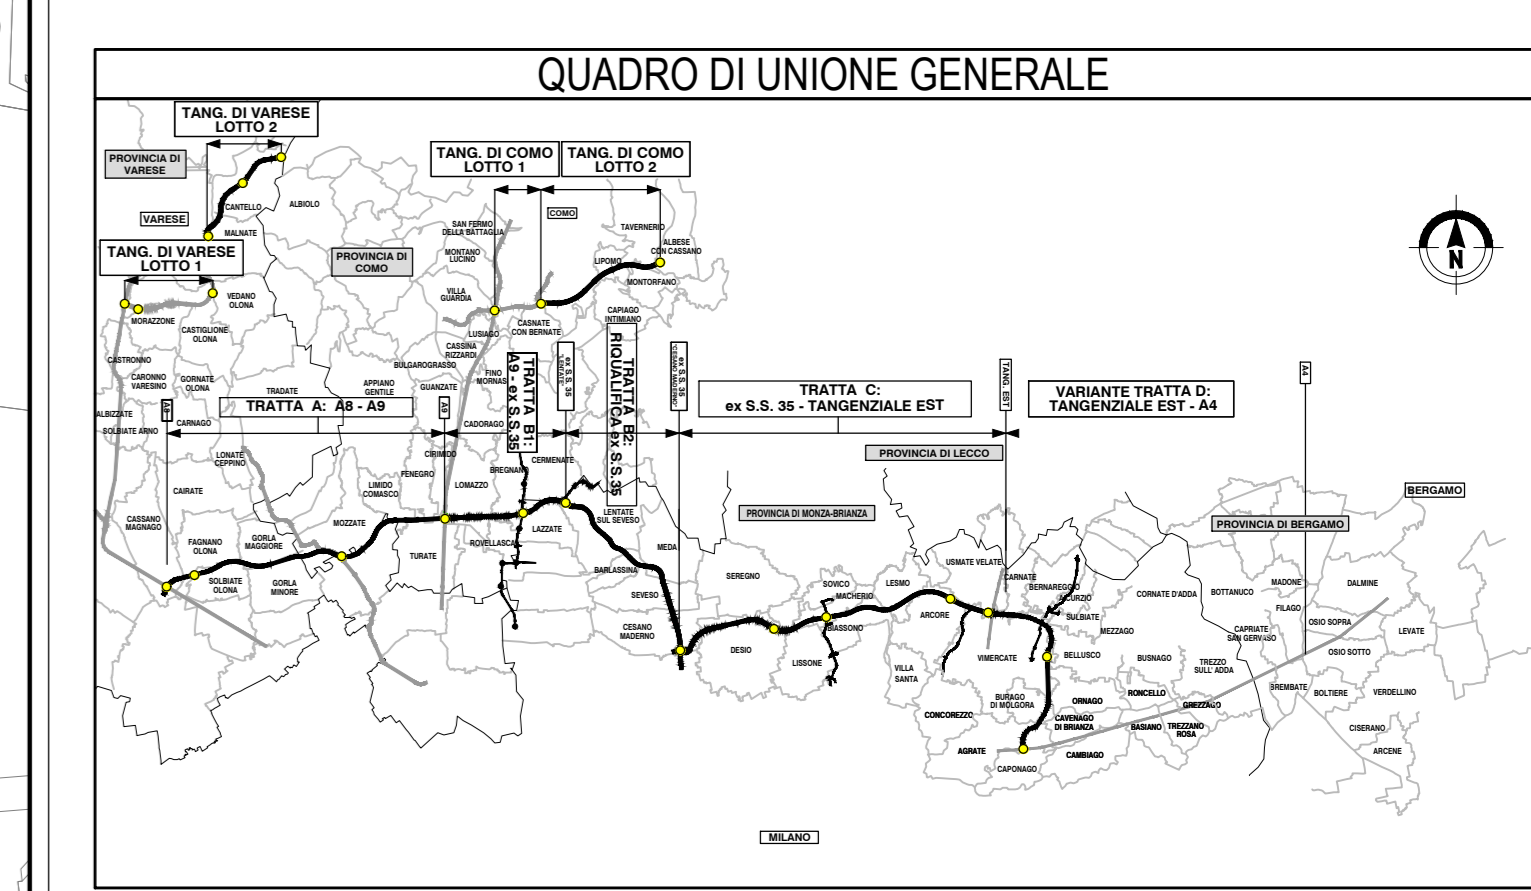 QUADRO DI UNIONE GENERALE
TANG. DI VARESE
LOTTO 2
PROVINCIA DI
VARESE
TANG. DI COMO
LOTTO 1
TANG. DI COMO
LOTTO 2
CANTELLO
ALBIOLO
VARESE
MALNATE
COMO
SAN FERMO
DELLA BATTAGLIA
TAVERNERIO
ALBESE
CON CASSANO
TANG. DI VARESE
LOTTO 1
PROVINCIA DI
COMO
MONTANO
LUCINO
LIPOMO
MONTORFANO
VILLA
GUARDIA
VEDANO
OLONA
MORAZZONE
CASTIGLIONE
OLONA
LUSIAGO
CASNATE
CON BERNATE
CAPIAGO
INTIMIANO
CASTRONNO
CASSINA
RIZZARDI
BULGAROGRASSO
CARONNO
VARESINO
GORNATE
OLONA
TRADATE
APPIANO
GENTILE
GUANZATE
FINO
MORNAS
TRATTA B1:
A9 - ex S.S.35
ex S.S. 35
"LENTATE"
TRATTA B2:
RIQUALIFICA ex S.S.35
ex S.S. 35
"CESANO MADERNO"
TRATTA C:
ex S.S. 35 - TANGENZIALE EST
TANG. EST
VARIANTE TRATTA D:
TANGENZIALE EST - A4
A4
A8
TRATTA A: A8 - A9
A9
ALBIZZATE
SOLBIATE ARNO
CARNAGO
CADORAGO
LONATE
CEPPINO
CIRIMIDO
FENEGRO
BREGNAN
CERMENATE
PROVINCIA DI LECCO
CAIRATE
LIMIDO
COMASCO
LOMAZZO
BERGAMO
CASSANO
MAGNAGO
MOZZATE
LAZZATE
LENTATE
SUL SEVESO
PROVINCIA DI MONZA-BRIANZA
PROVINCIA DI BERGAMO
FAGNANO
OLONA
GORLA
MAGGIORE
TURATE
ROVELLASCA
MEDA
SOLBIATE
OLONA
GORLA
MINORE
BARLASSINA
SEVESO
SEREGNO
SOVICO
MACHERIO
LESMO
USMATE VELATE
CARNATE
BERNAREGGIO
CORNATE D'ADDA
BOTTANUCO
MADONE
DALMINE
FILAGO
CESANO
MADERNO
DESIO
BIASSONO
ARCORE
SULBIATE
MEZZAGO
CAPRIATE
SAN GERVASO
OSIO SOPRA
LEVATE
LISSONE
VILLA
SANTA
VIMERCATE
BELLUSCO
BUSNAGO
TREZZO
SULL' ADDA
OSIO SOTTO
BREMBATE
BOLTIERE
VERDELLINO
BURAGO
DI MOLGORA
ORNAGO
RONCELLO
GREZZAGO
CONCOREZZO
CAVENAGO
DI BRIANZA
BASIANO
TREZZANO
ROSA
CISERANO
ARCENE
AGRATE
CAPONAGO
CAMBIAGO
MILANO
N